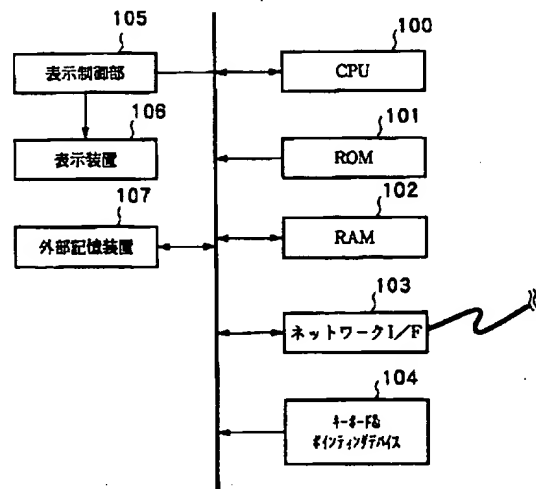 105
表示制御部
106
表示装置
107
外部記憶装置
100
CPU
101
ROM
102
RAM
103
ネットワークI/F
104
ｷｰﾎﾞｰﾄﾞ&
ﾎﾟｲﾝﾃｨﾝｸﾞﾃﾞﾊﾞｲｽ